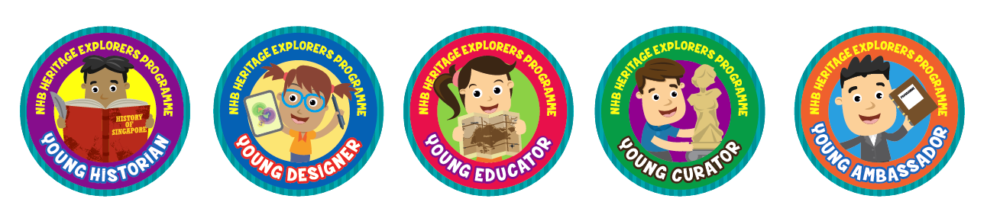 NHB HERITAGE EXPLORERS PROGRAMME
HISTORY
OF
SINGAPORE
YOUNG HISTORIAN
NHB HERITAGE EXPLORERS PROGRAMME
YOUNG DESIGNER
NHB HERITAGE EXPLORERS PROGRAMME
YOUNG EDUCATOR
NHB HERITAGE EXPLORERS PROGRAMME
YOUNG CURATOR
NHB HERITAGE EXPLORERS PROGRAMME
PROGRAMME
YOUNG AMBASSADOR